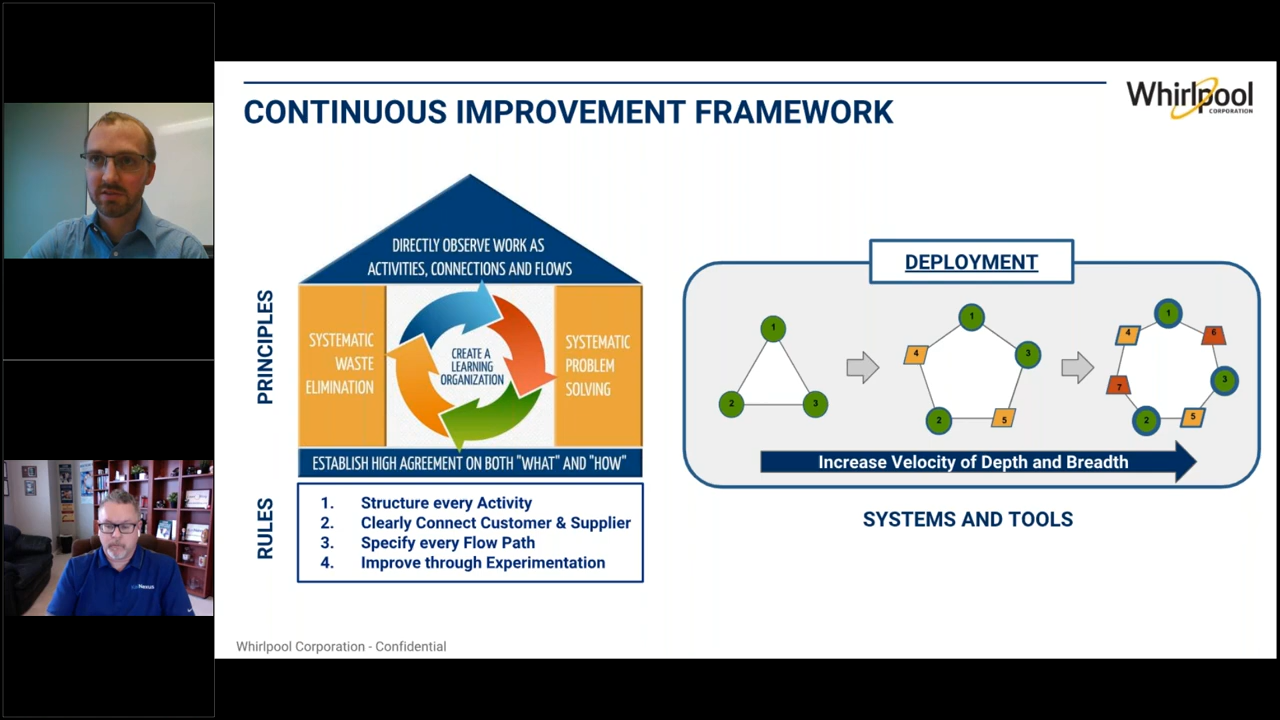 CONTINUOUS IMPROVEMENT FRAMEWORK
Whirlpool
CORPORATION
PRINCIPLES
DIRECTLY OBSERVE WORK AS
ACTIVITIES, CONNECTIONS AND FLOWS
SYSTEMATIC
WASTE
ELIMINATION
CREATE A
LEARNING
ORGANIZATION
SYSTEMATIC
PROBLEM
SOLVING
ESTABLISH HIGH AGREEMENT ON BOTH "WHAT" AND "HOW"
RULES
1. Structure every Activity
2. Clearly Connect Customer & Supplier
3. Specify every Flow Path
4. Improve through Experimentation
DEPLOYMENT
1
2
3
1
4
3
2
5
1
4
6
7
3
2
5
Increase Velocity of Depth and Breadth
SYSTEMS AND TOOLS
Whirlpool Corporation - Confidential